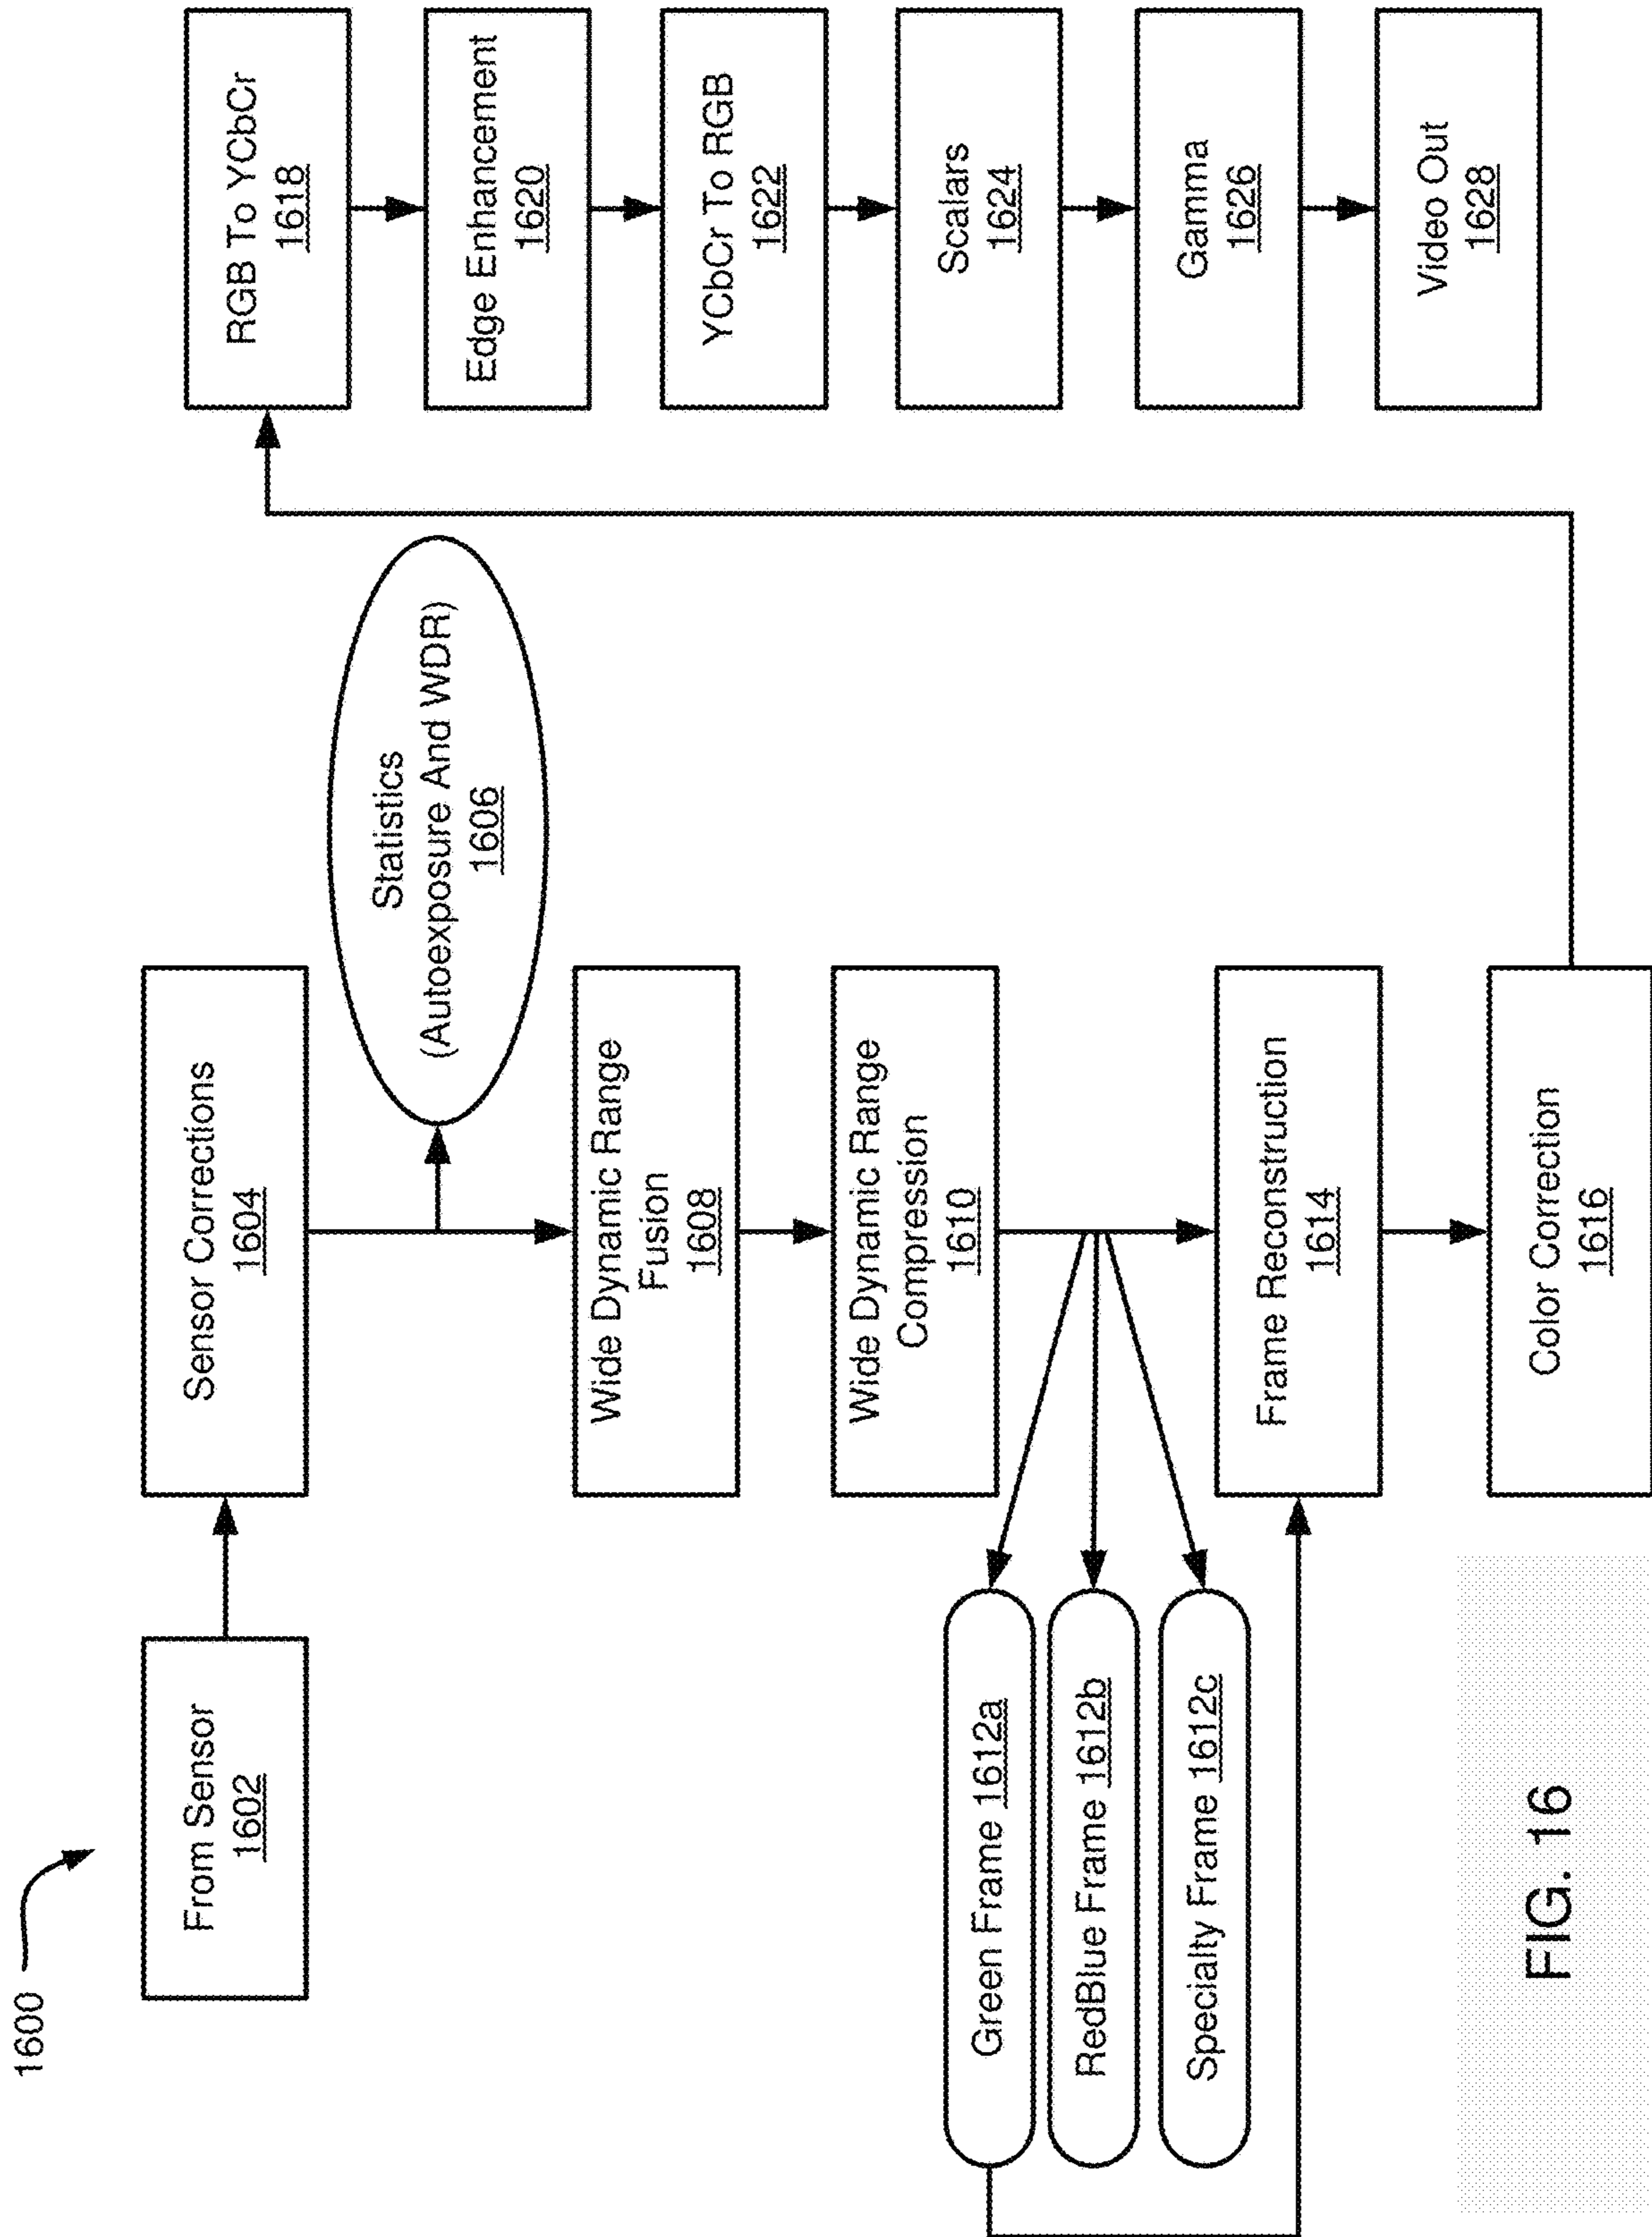 1600
From Sensor
1602
Sensor Corrections
1604
Statistics
(Autoexposure And WDR)
1606
Wide Dynamic Range
Fusion
1608
Wide Dynamic Range
Compression
1610
Green Frame 1612a
RedBlue Frame 1612b
Specialty Frame 1612c
Frame Reconstruction
1614
Color Correction
1616
RGB To YCbCr
1618
Edge Enhancement
1620
YCbCr To RGB
1622
Scalars
1624
Gamma
1626
Video Out
1628
FIG. 16